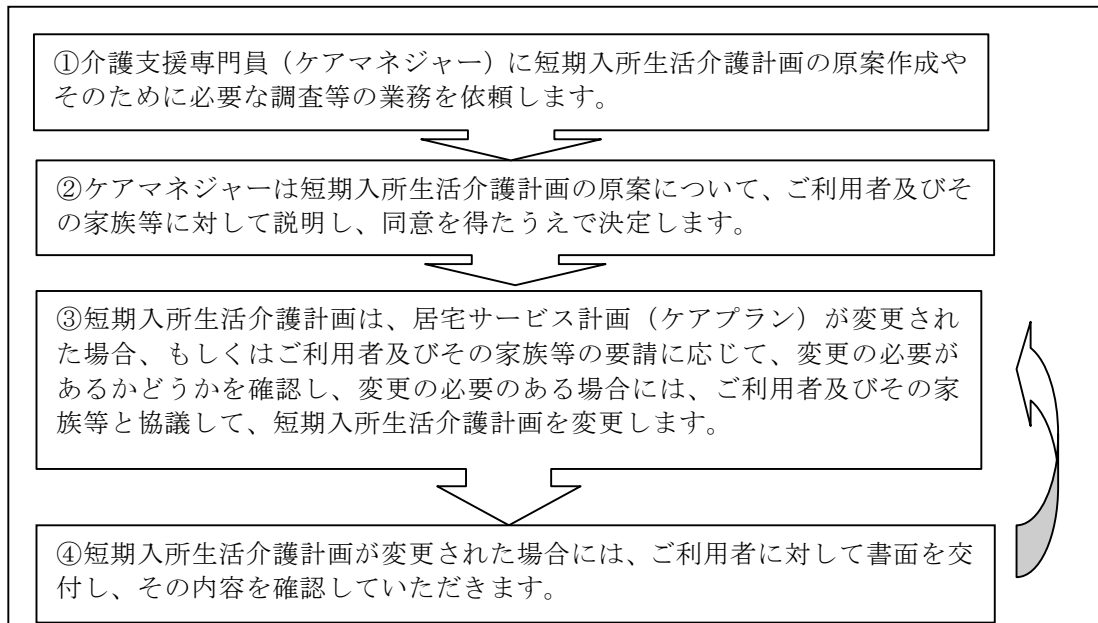 ①介護支援専門員（ケアマネジャー）に短期入所生活介護計画の原案作成や
そのために必要な調査等の業務を依頼します。
②ケアマネジャーは短期入所生活介護計画の原案について、ご利用者及びそ
の家族等に対して説明し、同意を得たうえで決定します。
③短期入所生活介護計画は、居宅サービス計画（ケアプラン）が変更され
た場合、もしくはご利用者及びその家族等の要請に応じて、変更の必要が
あるかどうかを確認し、変更の必要のある場合には、ご利用者及びその家
族等と協議して、短期入所生活介護計画を変更します。
④短期入所生活介護計画が変更された場合には、ご利用者に対して書面を交
付し、その内容を確認していただきます。